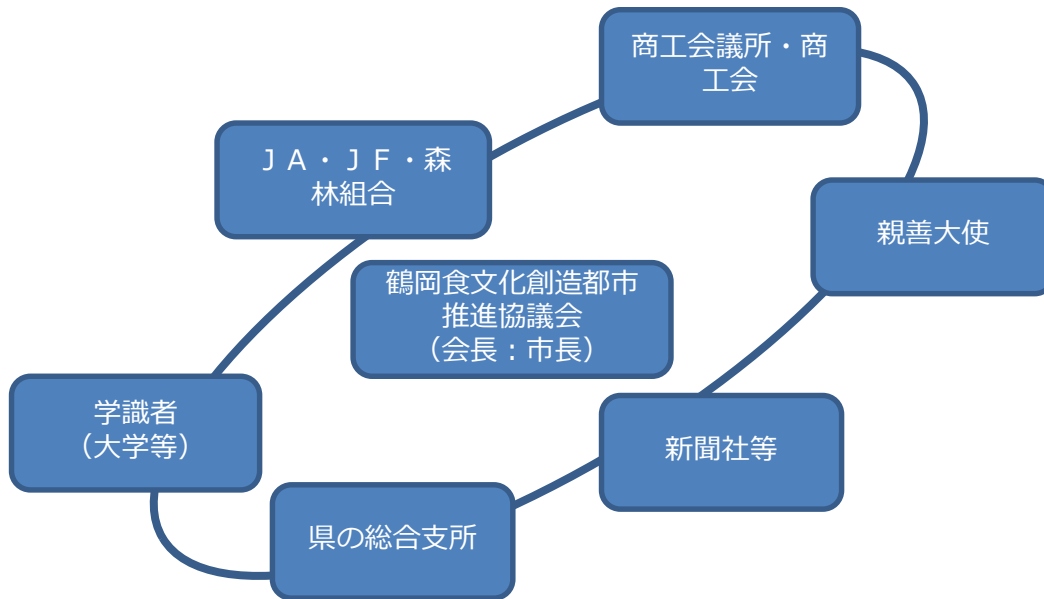 商工会議所・商
工会
ＪＡ・ＪＦ・森
林組合
親善大使
鶴岡食文化創造都市
推進協議会
（会長：市長）
学識者
（大学等）
新聞社等
県の総合支所